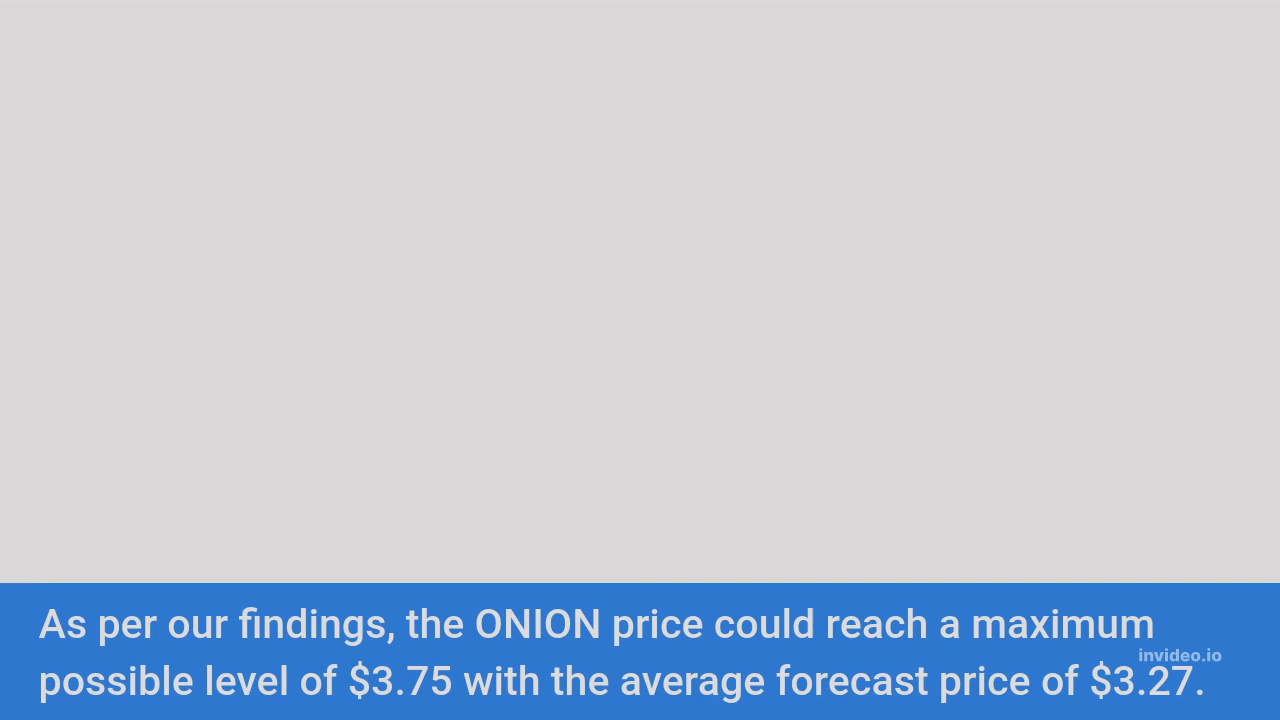 As per our findings, the ONION price could reach a maximum
invideo.io
possible level of $3.75 with the average forecast price of $3.27.